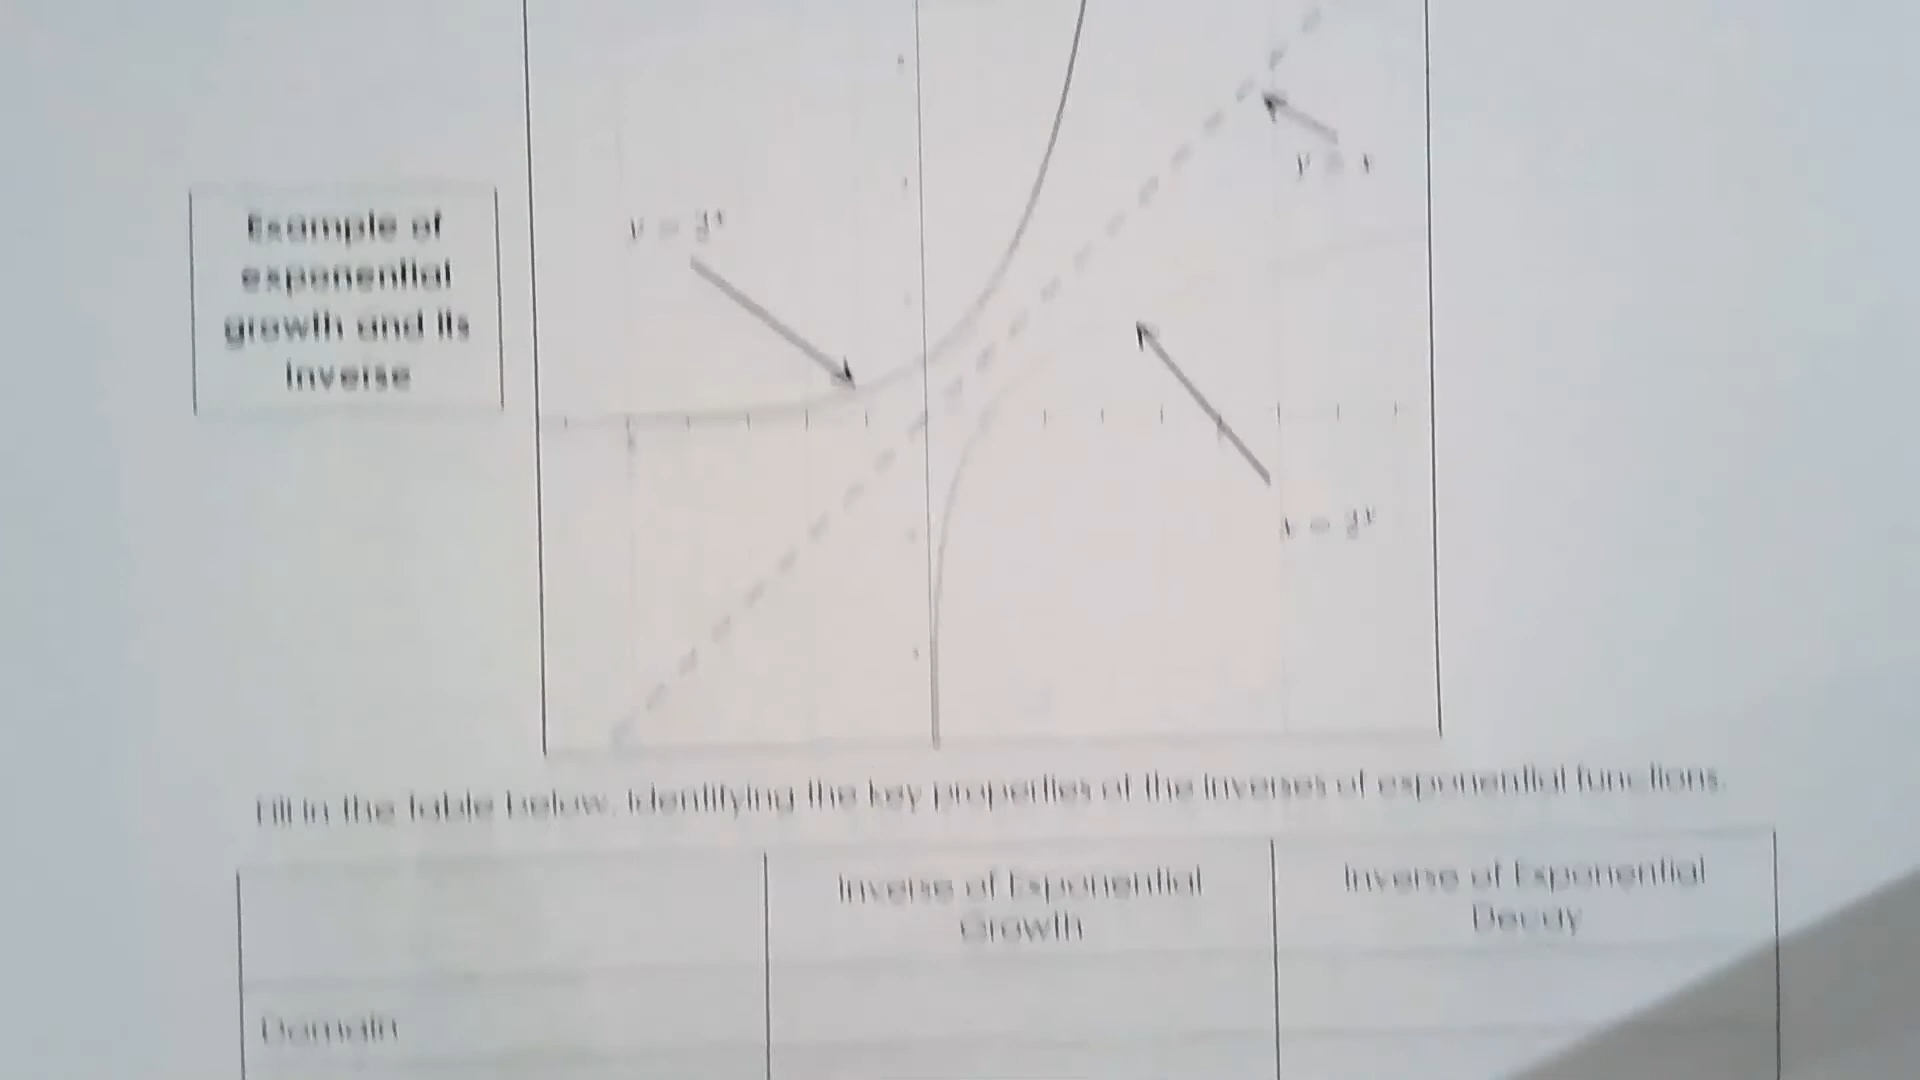 y = x
Example of
exponential
growth and its
inverse
Fill in the table below, identifying the key properties of the inverses of exponential functions.
Inverse of Exponential
Growth
Inverse of Exponential
Decay
Domain